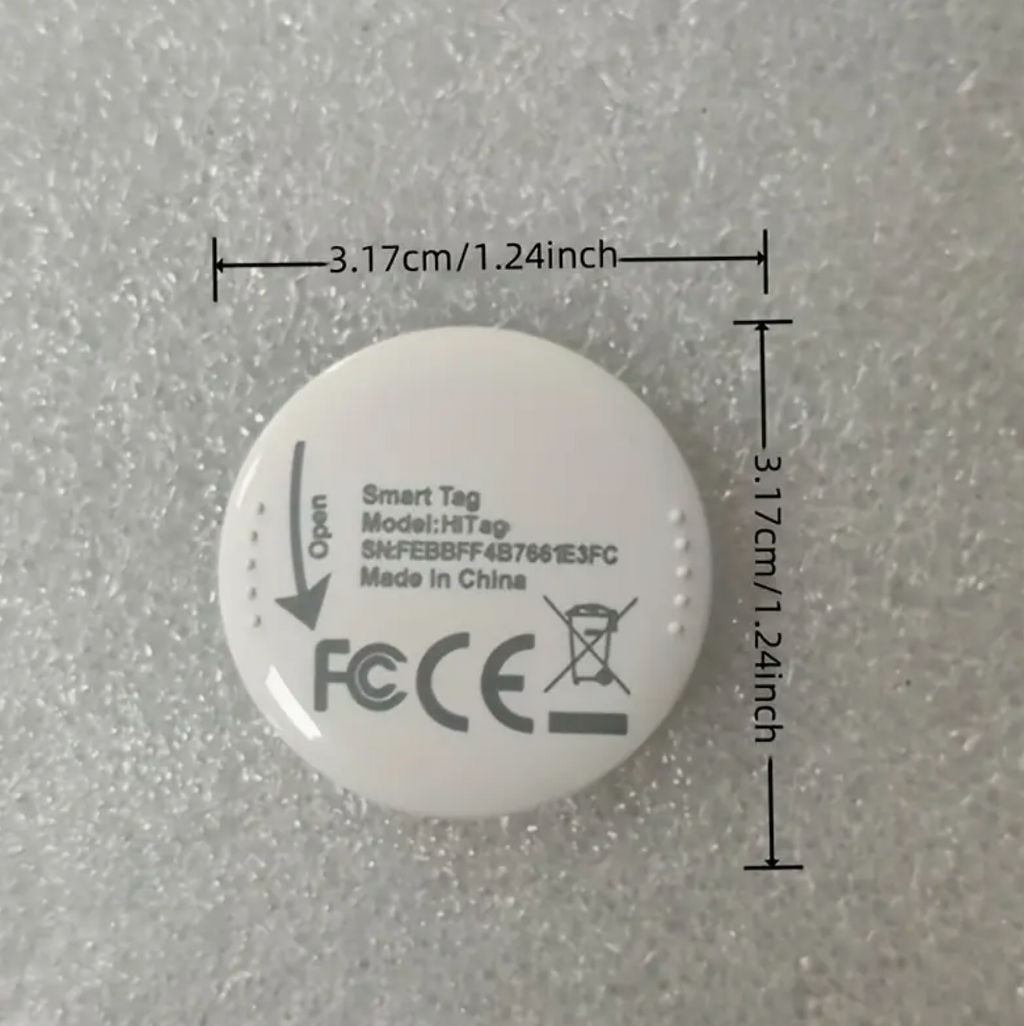 3.17cm/1.24inch
3.17cm/1.24inch
Open
Smart Tag
Model:HiTag
SN:FEBBFF4B7661E3FC
Made in China
FC CE